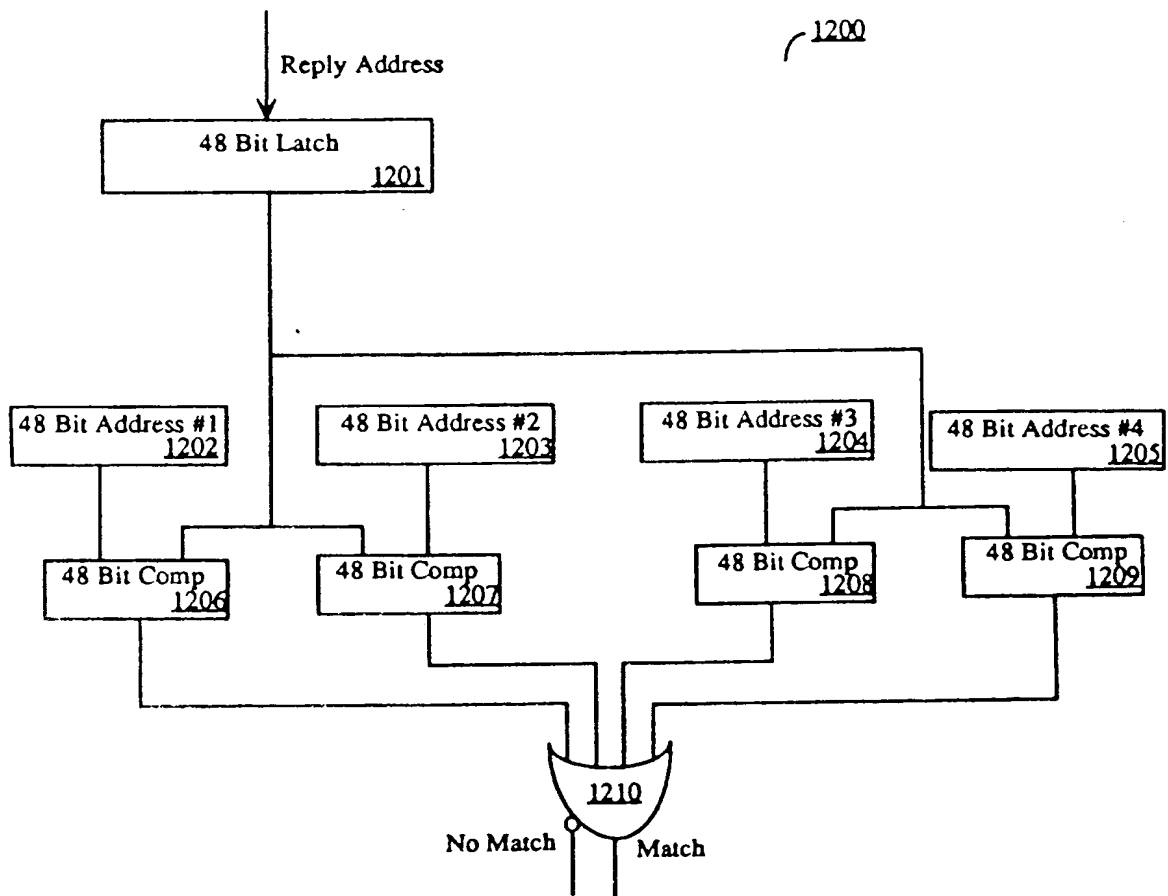 1200
Reply Address
48 Bit Latch
1201
48 Bit Address #1
1202
48 Bit Address #2
1203
48 Bit Address #3
1204
48 Bit Address #4
1205
48 Bit Comp
1206
48 Bit Comp
1207
48 Bit Comp
1208
48 Bit Comp
1209
1210
No Match
Match